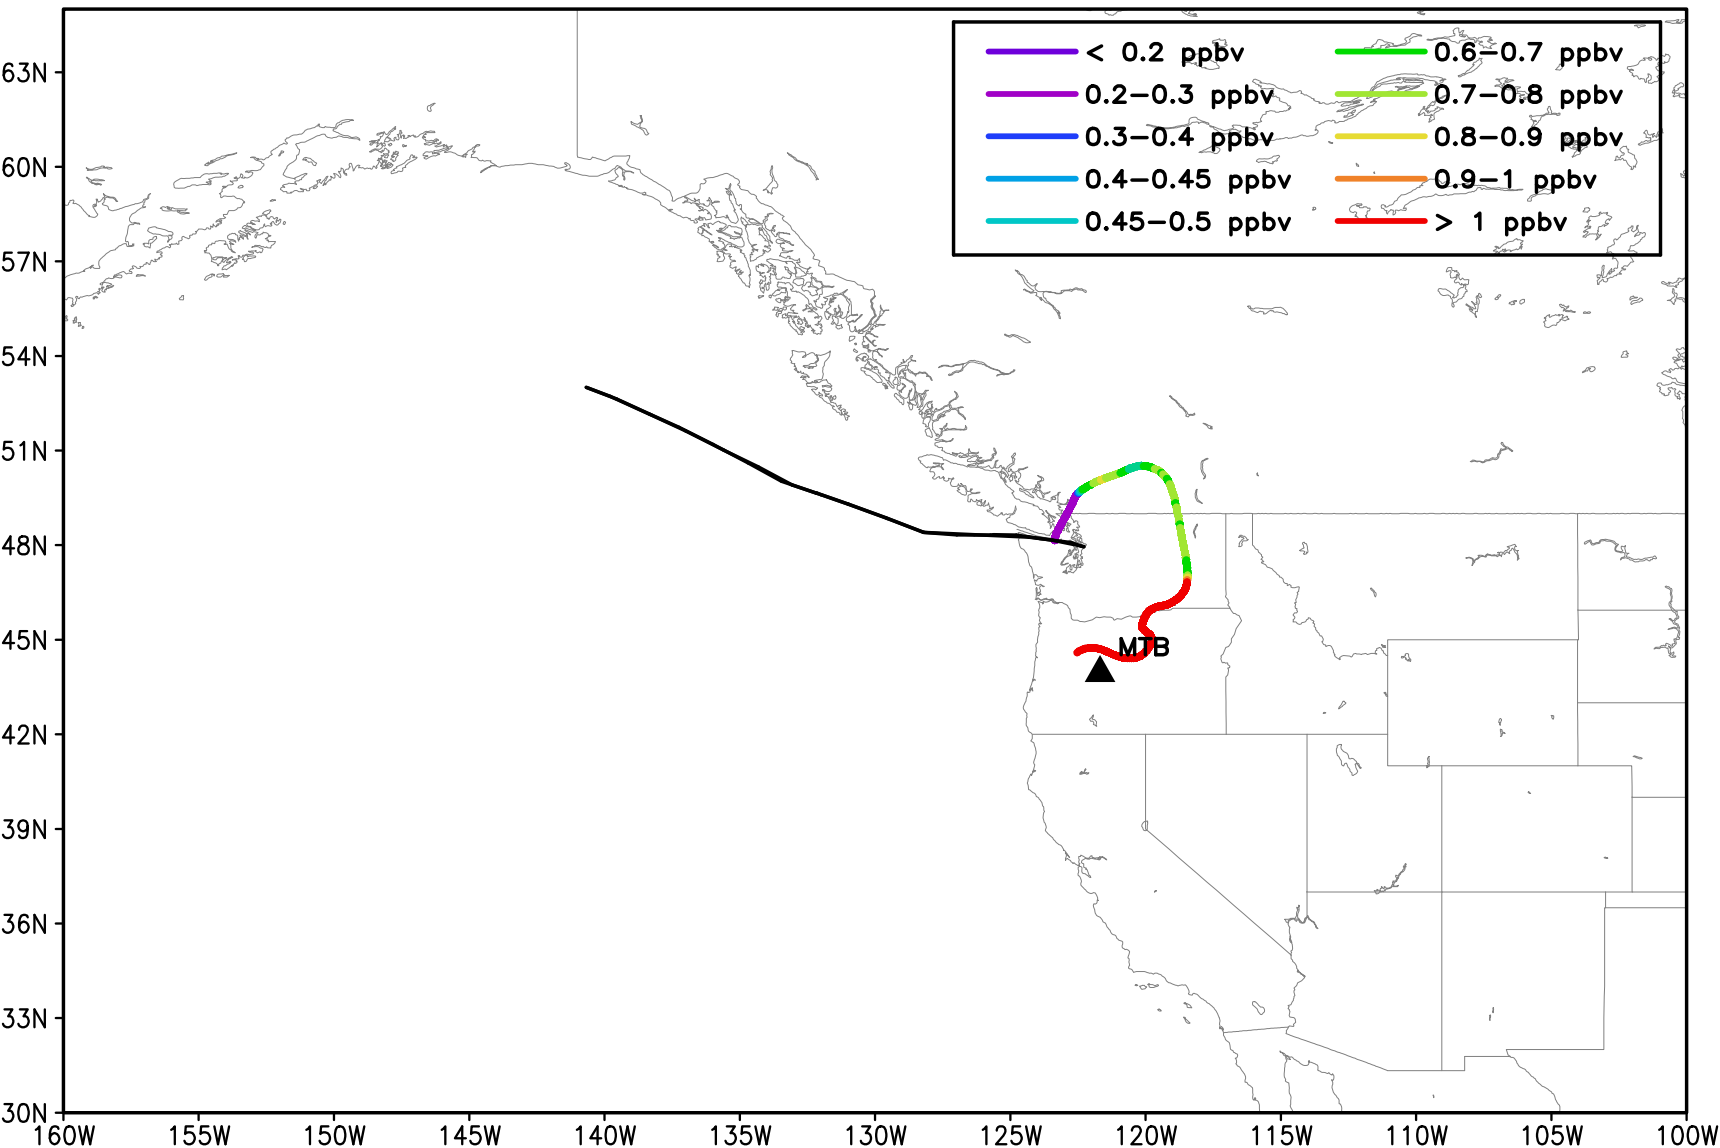 < 0.2 ppbv
0.2-0.3 ppbv
0.3-0.4 ppbv
0.4-0.45 ppbv
0.45-0.5 ppbv
0.6-0.7 ppbv
0.7-0.8 ppbv
0.8-0.9 ppbv
0.9-1 ppbv
> 1 ppbv
63N
60N
57N
54N
51N
48N
45N
42N
39N
36N
33N
30N
MTB
160W 155W 150W 145W 140W 135W 130W 125W 120W 115W 110W 105W 100W